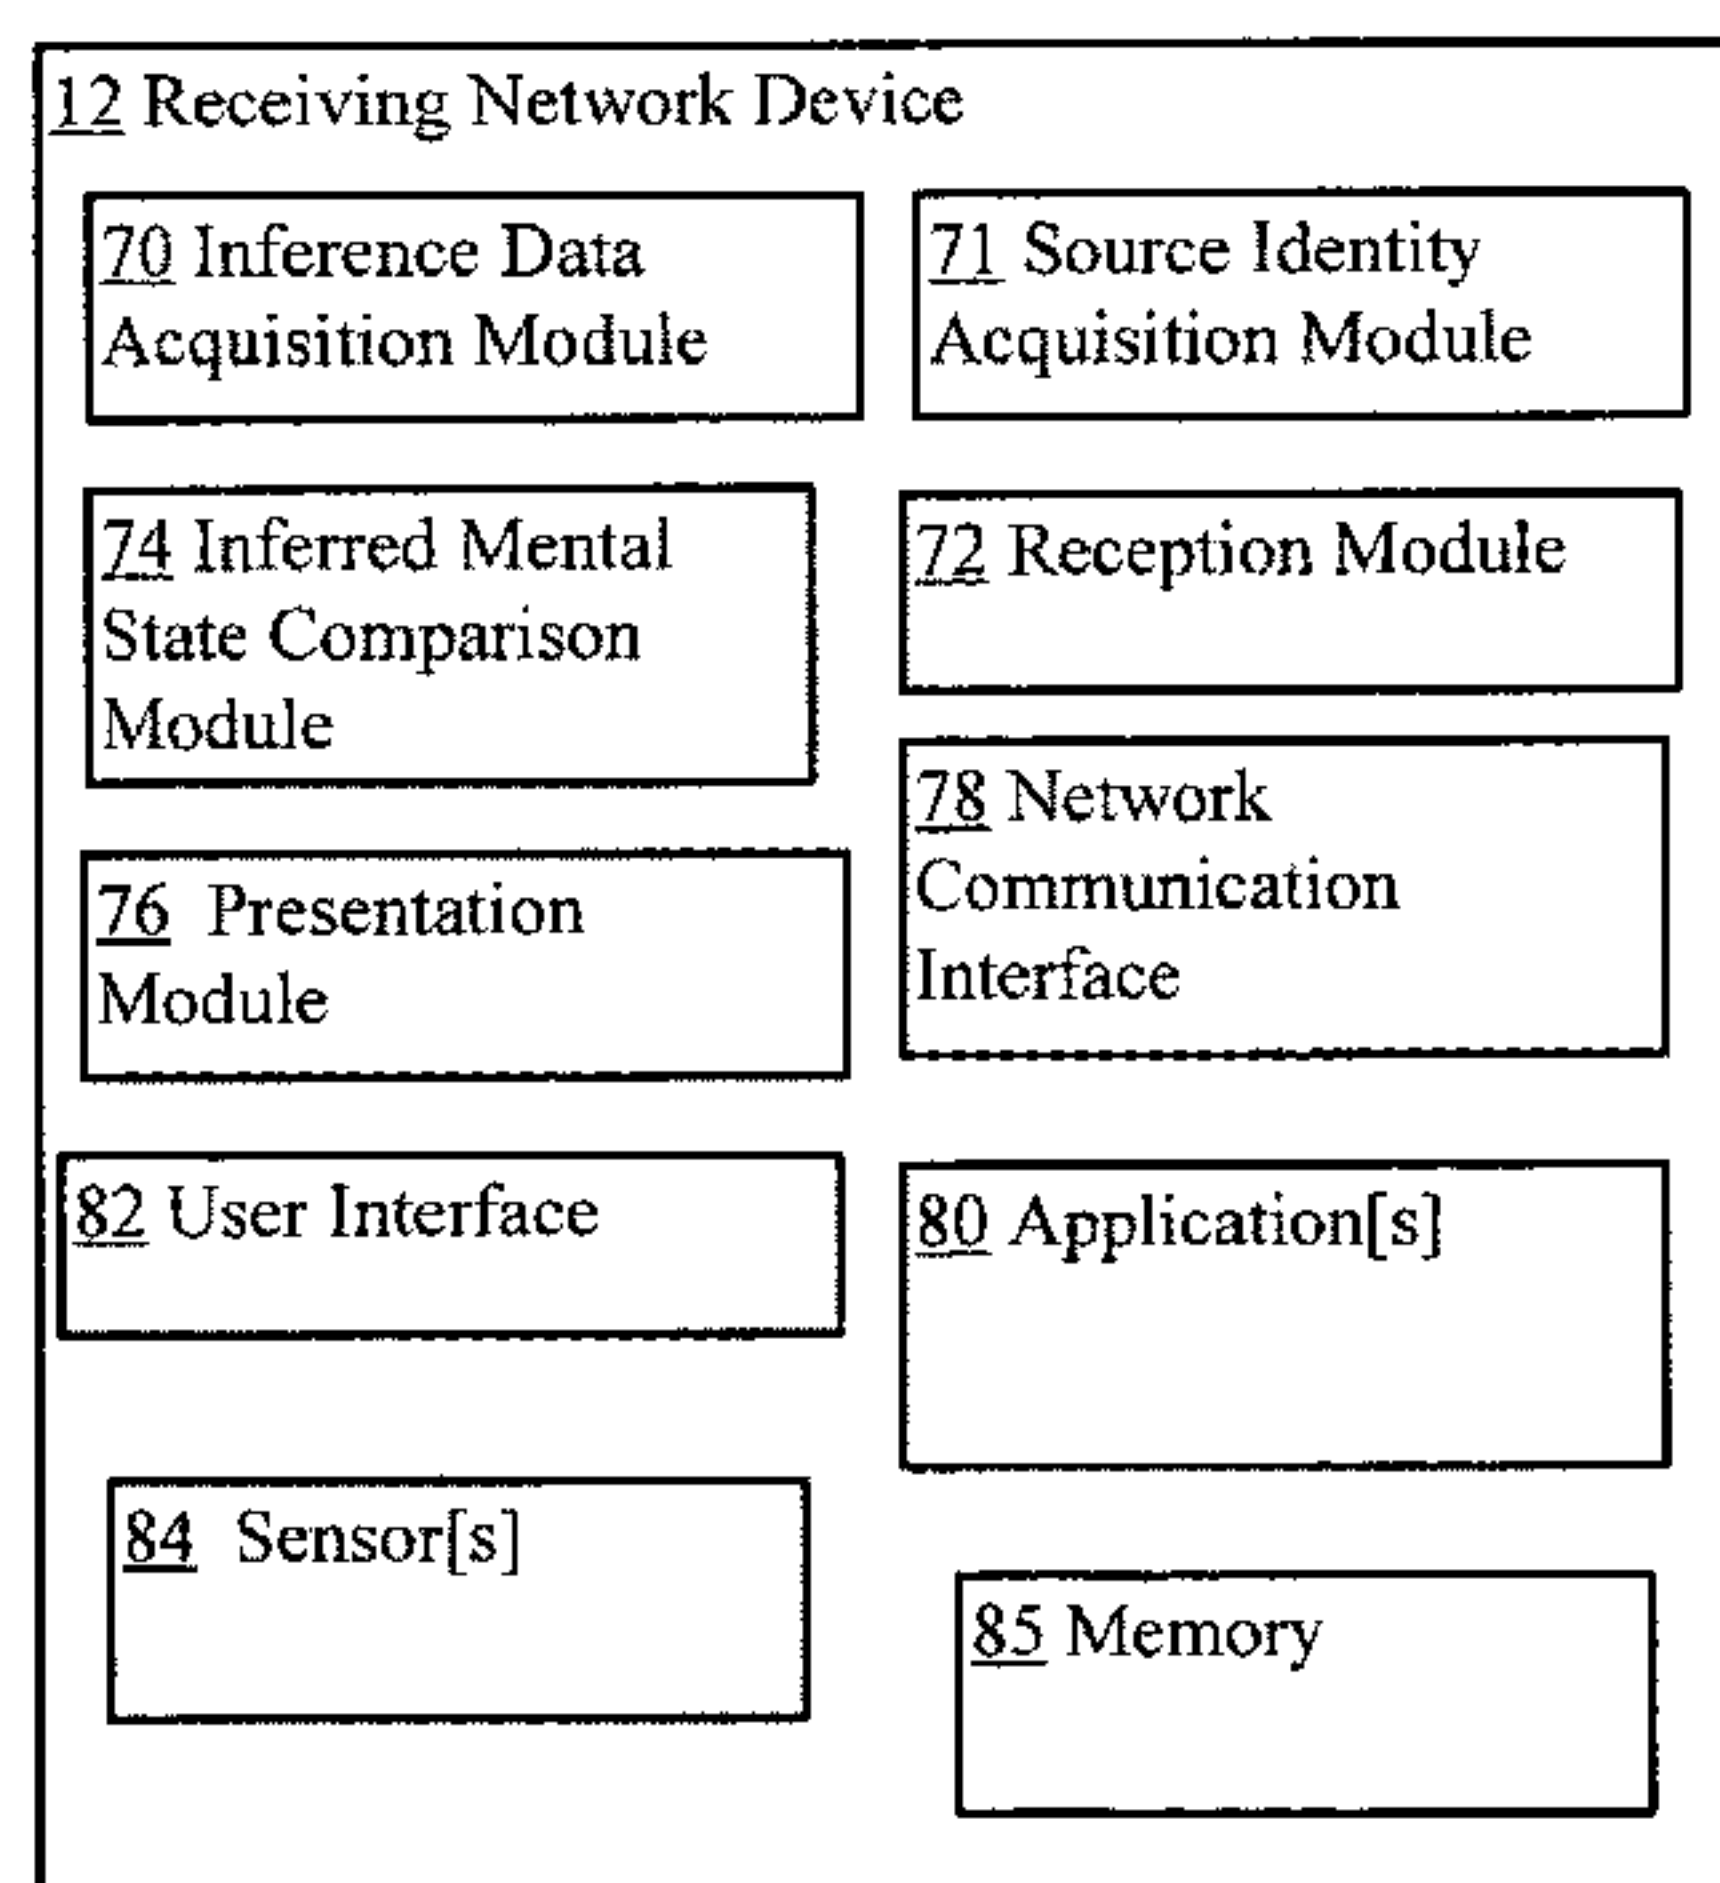 12 Receiving Network Device
70 Inference Data
Acquisition Module
71 Source Identity
Acquisition Module
74 Inferred Mental
State Comparison
Module
72 Reception Module
78 Network
Communication
Interface
76 Presentation
Module
82 User Interface
80 Application[s]
84 Sensor[s]
85 Memory